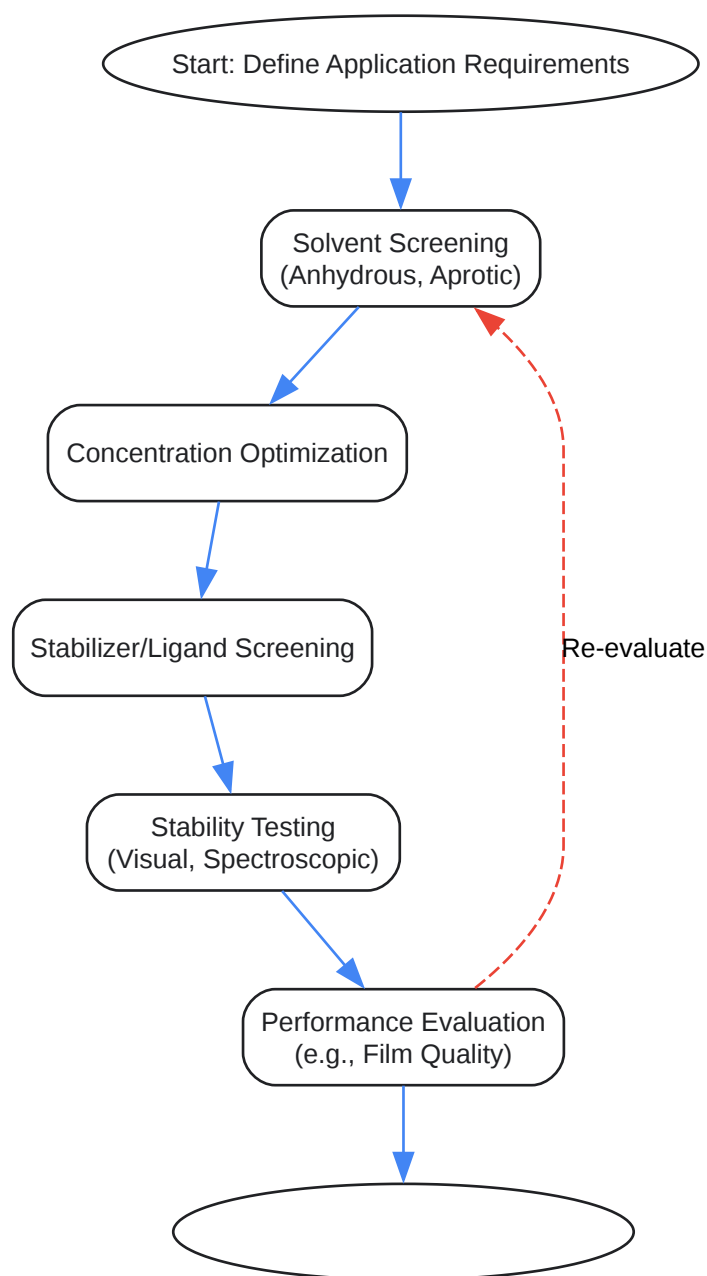 Start: Define Application Requirements
Solvent Screening
(Anhydrous, Aprotic)
Concentration Optimization
Stabilizer/Ligand Screening
Re-evaluate
Stability Testing
(Visual, Spectroscopic)
Performance Evaluation
(e.g., Film Quality)